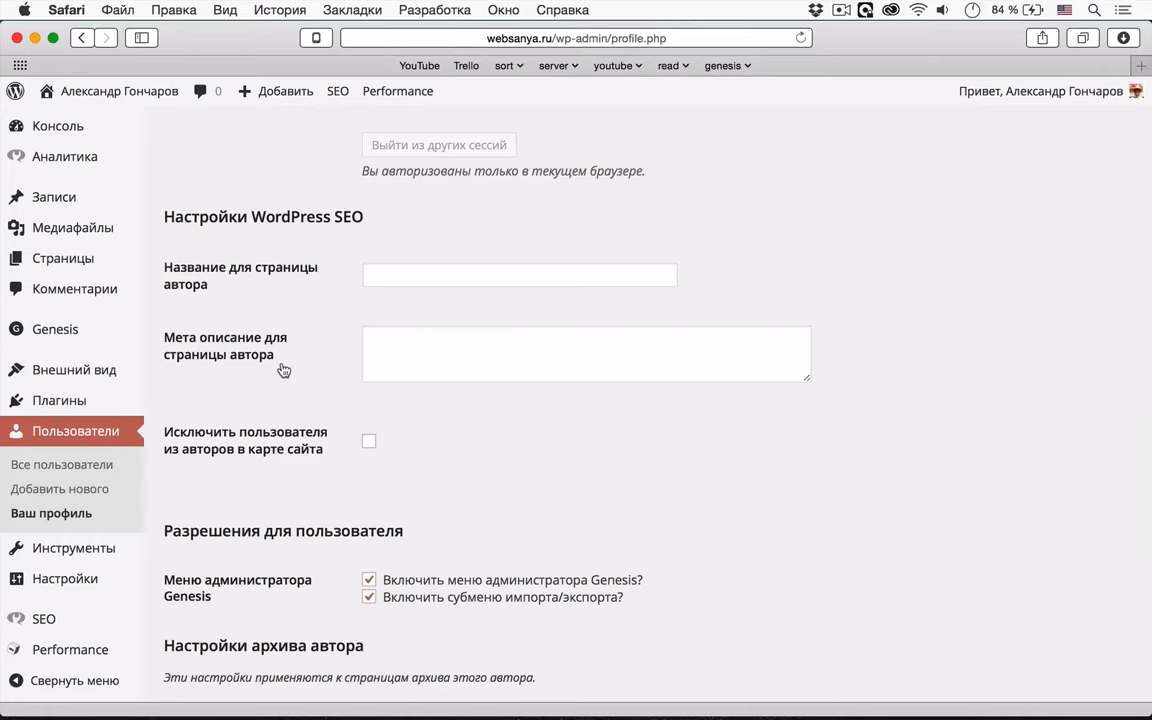 Safari Файл Правка Вид История Закладки Разработка Окно Справка 84 %
websanya.ru/wp-admin/profile.php
YouTube Trello sort server youtube read genesis
Александр Гончаров 0 Добавить SEO Performance Привет, Александр Гончаров
Консоль
Аналитика
Записи
Медиафайлы
Страницы
Комментарии
Genesis
Внешний вид
Плагины
Пользователи
Все пользователи
Добавить нового
Ваш профиль
Инструменты
Настройки
SEO
Performance
Свернуть меню
Выйти из других сессий
Вы авторизованы только в текущем браузере.
Настройки WordPress SEO
Название для страницы
автора
Мета описание для
страницы автора
Исключить пользователя
из авторов в карте сайта
Разрешения для пользователя
Меню администратора
Genesis
Включить меню администратора Genesis?
Включить субменю импорта/экспорта?
Настройки архива автора
Эти настройки применяются к страницам архива этого автора.